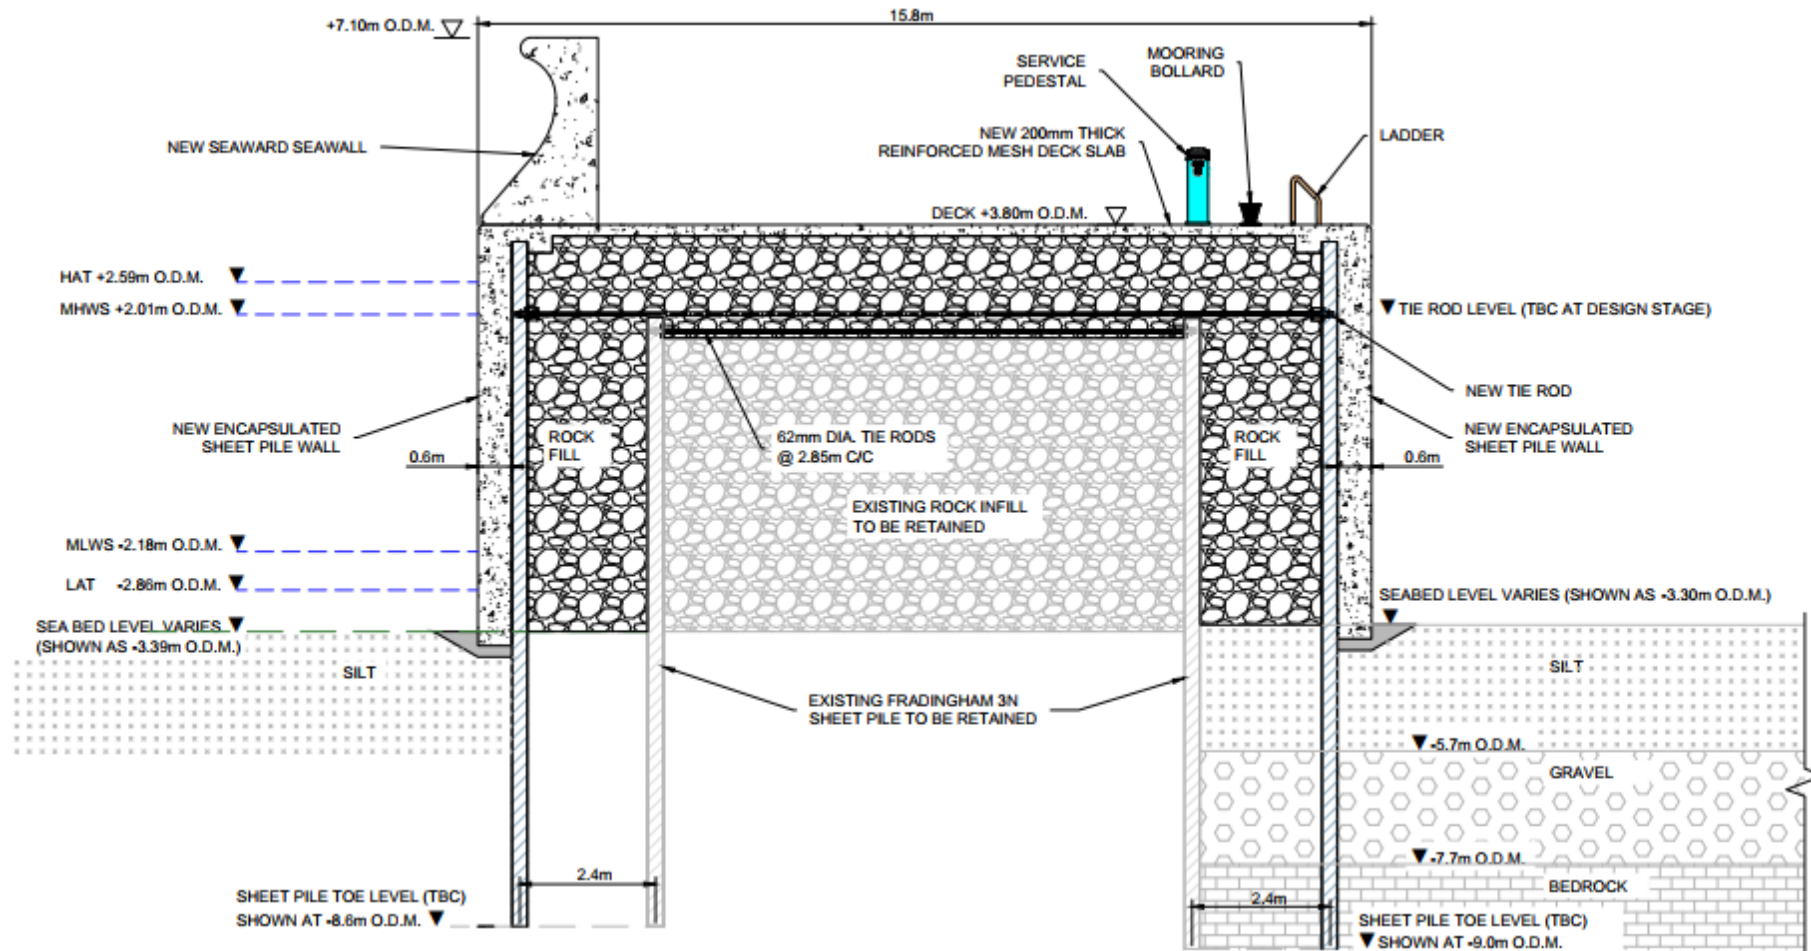 15.8m
+7.10m O.D.M.
SERVICE
PEDESTAL
MOORING
BOLLARD
NEW SEAWARD SEAWALL
NEW 200mm THICK
REINFORCED MESH DECK SLAB
LADDER
DECK +3.80m O.D.M.
HAT +2.59m O.D.M.
MHWS +2.01m O.D.M.
TIE ROD LEVEL (TBC AT DESIGN STAGE)
NEW TIE ROD
NEW ENCAPSULATED
SHEET PILE WALL
0.6m
ROCK
FILL
62mm DIA. TIE RODS
@ 2.85m C/C
ROCK
FILL
NEW ENCAPSULATED
SHEET PILE WALL
0.6m
EXISTING ROCK INFILL
TO BE RETAINED
MLWS -2.18m O.D.M.
LAT -2.86m O.D.M.
SEABED LEVEL VARIES (SHOWN AS -3.30m O.D.M.)
SEA BED LEVEL VARIES
(SHOWN AS -3.39m O.D.M.)
SILT
SILT
EXISTING FRADINGHAM 3N
SHEET PILE TO BE RETAINED
-5.7m O.D.M.
GRAVEL
-7.7m O.D.M.
BEDROCK
2.4m
2.4m
SHEET PILE TOE LEVEL (TBC)
SHOWN AT -8.6m O.D.M.
SHEET PILE TOE LEVEL (TBC)
SHOWN AT -9.0m O.D.M.